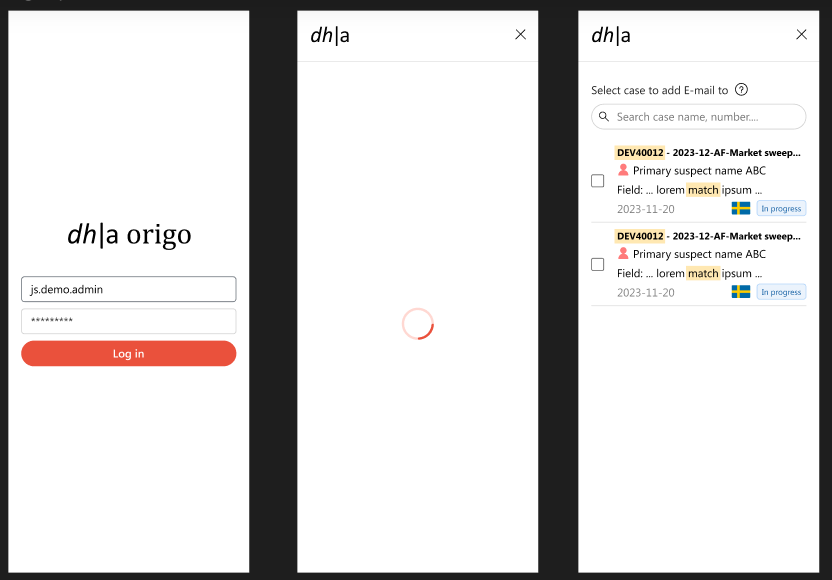 dh|a origo
js.demo.admin
*********
Log in
dh|a
dh|a
Select case to add E-mail to ?
Search case name, number....
DEV40012 - 2023-12-AF-Market sweep...
Primary suspect name ABC
Field: ... lorem match ipsum ...
2023-11-20 In progress
DEV40012 - 2023-12-AF-Market sweep...
Primary suspect name ABC
Field: ... lorem match ipsum ...
2023-11-20 In progress